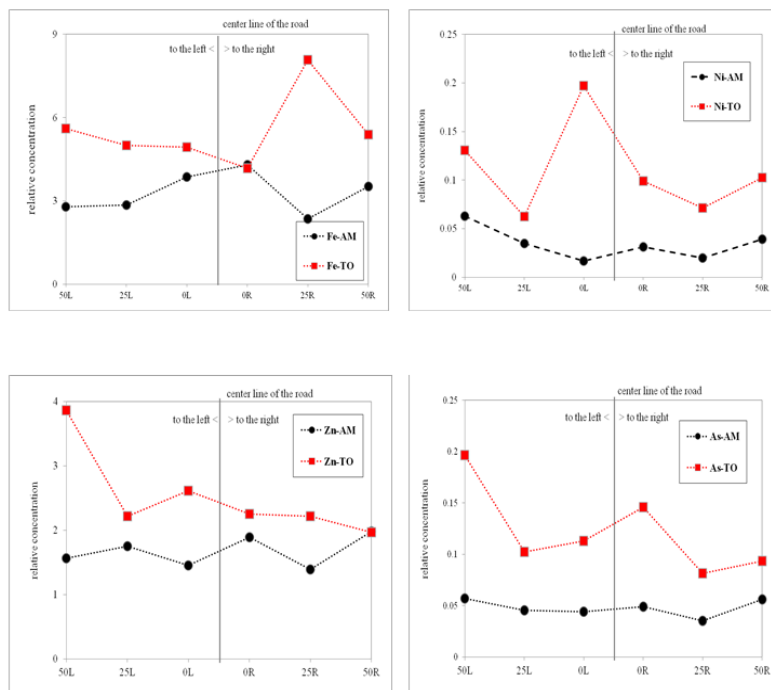 center line of the road
9
to the left < > to the right
6
relative concentration
3
Fe-AM
Fe-TO
0
50L 25L 0L 0R 25R 50R
center line of the road
0.25
to the left < > to the right
0.2
Ni-AM
Ni-TO
0.15
relative concentration
0.1
0.05
0
50L 25L 0L 0R 25R 50R
center line of the road
4
to the left < > to the right
Zn-AM
Zn-TO
3
relative concentration
2
1
0
50L 25L 0L 0R 25R 50R
center line of the road
0.25
to the left < > to the right
As-AM
As-TO
0.2
0.15
relative concentration
0.1
0.05
0
50L 25L 0L 0R 25R 50R